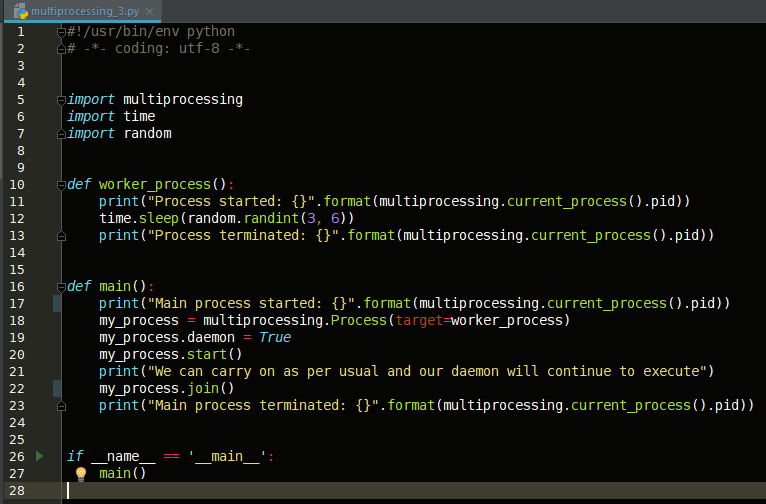 multiprocessing_3.py
1 #!/usr/bin/env python
2 # -*- coding: utf-8 -*-
3
4
5 import multiprocessing
6 import time
7 import random
8
9
10 def worker_process():
11     print("Process started: {}".format(multiprocessing.current_process().pid))
12     time.sleep(random.randint(3, 6))
13     print("Process terminated: {}".format(multiprocessing.current_process().pid))
14
15
16 def main():
17     print("Main process started: {}".format(multiprocessing.current_process().pid))
18     my_process = multiprocessing.Process(target=worker_process)
19     my_process.daemon = True
20     my_process.start()
21     print("We can carry on as per usual and our daemon will continue to execute")
22     my_process.join()
23     print("Main process terminated: {}".format(multiprocessing.current_process().pid))
24
25
26 if __name__ == '__main__':
27     main()
28